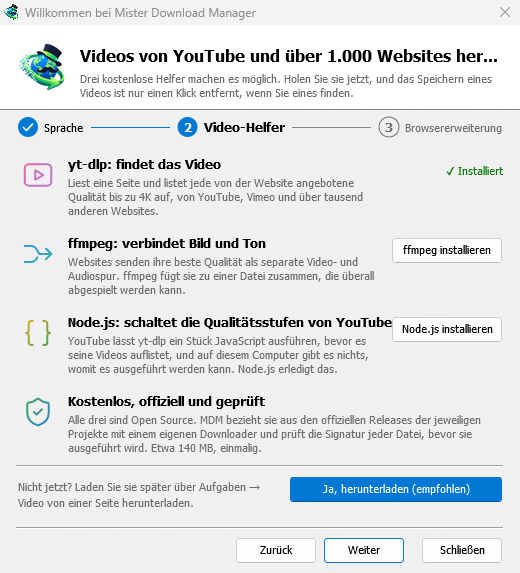 Willkommen bei Mister Download Manager
Videos von YouTube und über 1.000 Websites her...
Drei kostenlose Helfer machen es möglich. Holen Sie sie jetzt, und das Speichern eines
Videos ist nur einen Klick entfernt, wenn Sie eines finden.
Sprache
2 Video-Helfer
3 Browsererweiterung
yt-dlp: findet das Video
✓ Installiert
Liest eine Seite und listet jede von der Website angebotene
Qualität bis zu 4K auf, von YouTube, Vimeo und über tausend
anderen Websites.
ffmpeg: verbindet Bild und Ton
ffmpeg installieren
Websites senden ihre beste Qualität als separate Video- und
Audiospur. ffmpeg fügt sie zu einer Datei zusammen, die überall
abgespielt werden kann.
Node.js: schaltet die Qualitätsstufen von YouTube
Node.js installieren
YouTube lässt yt-dlp ein Stück JavaScript ausführen, bevor es
seine Videos auflistet, und auf diesem Computer gibt es nichts,
womit es ausgeführt werden kann. Node.js erledigt das.
Kostenlos, offiziell und geprüft
Alle drei sind Open Source. MDM bezieht sie aus den offiziellen Releases der jeweiligen
Projekte mit einem eigenen Downloader und prüft die Signatur jeder Datei, bevor sie
ausgeführt wird. Etwa 140 MB, einmalig.
Nicht jetzt? Laden Sie sie später über Aufgaben →
Video von einer Seite herunterladen.
Ja, herunterladen (empfohlen)
Zurück
Weiter
Schließen